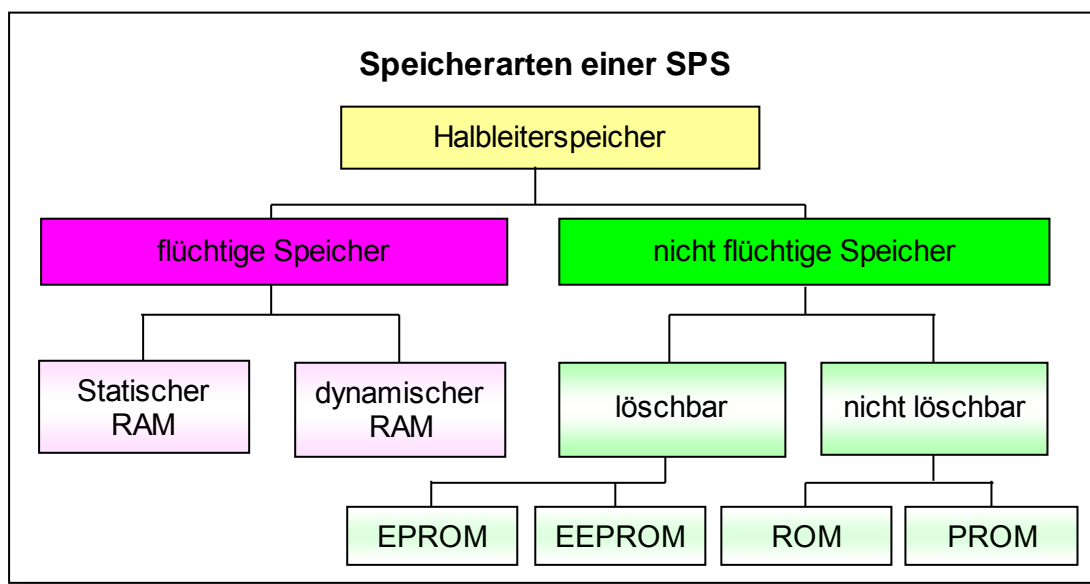 Speicherarten einer SPS
Halbleiterspeicher
flüchtige Speicher
nicht flüchtige Speicher
Statischer
RAM
dynamischer
RAM
löschbar
nicht löschbar
EPROM
EEPROM
ROM
PROM